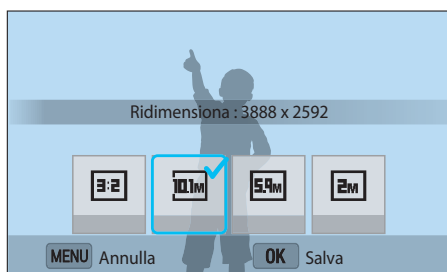 Ridimensiona : 3888 x 2592
3:2 10.1M 5.9M 2M
MENU Annulla OK Salva